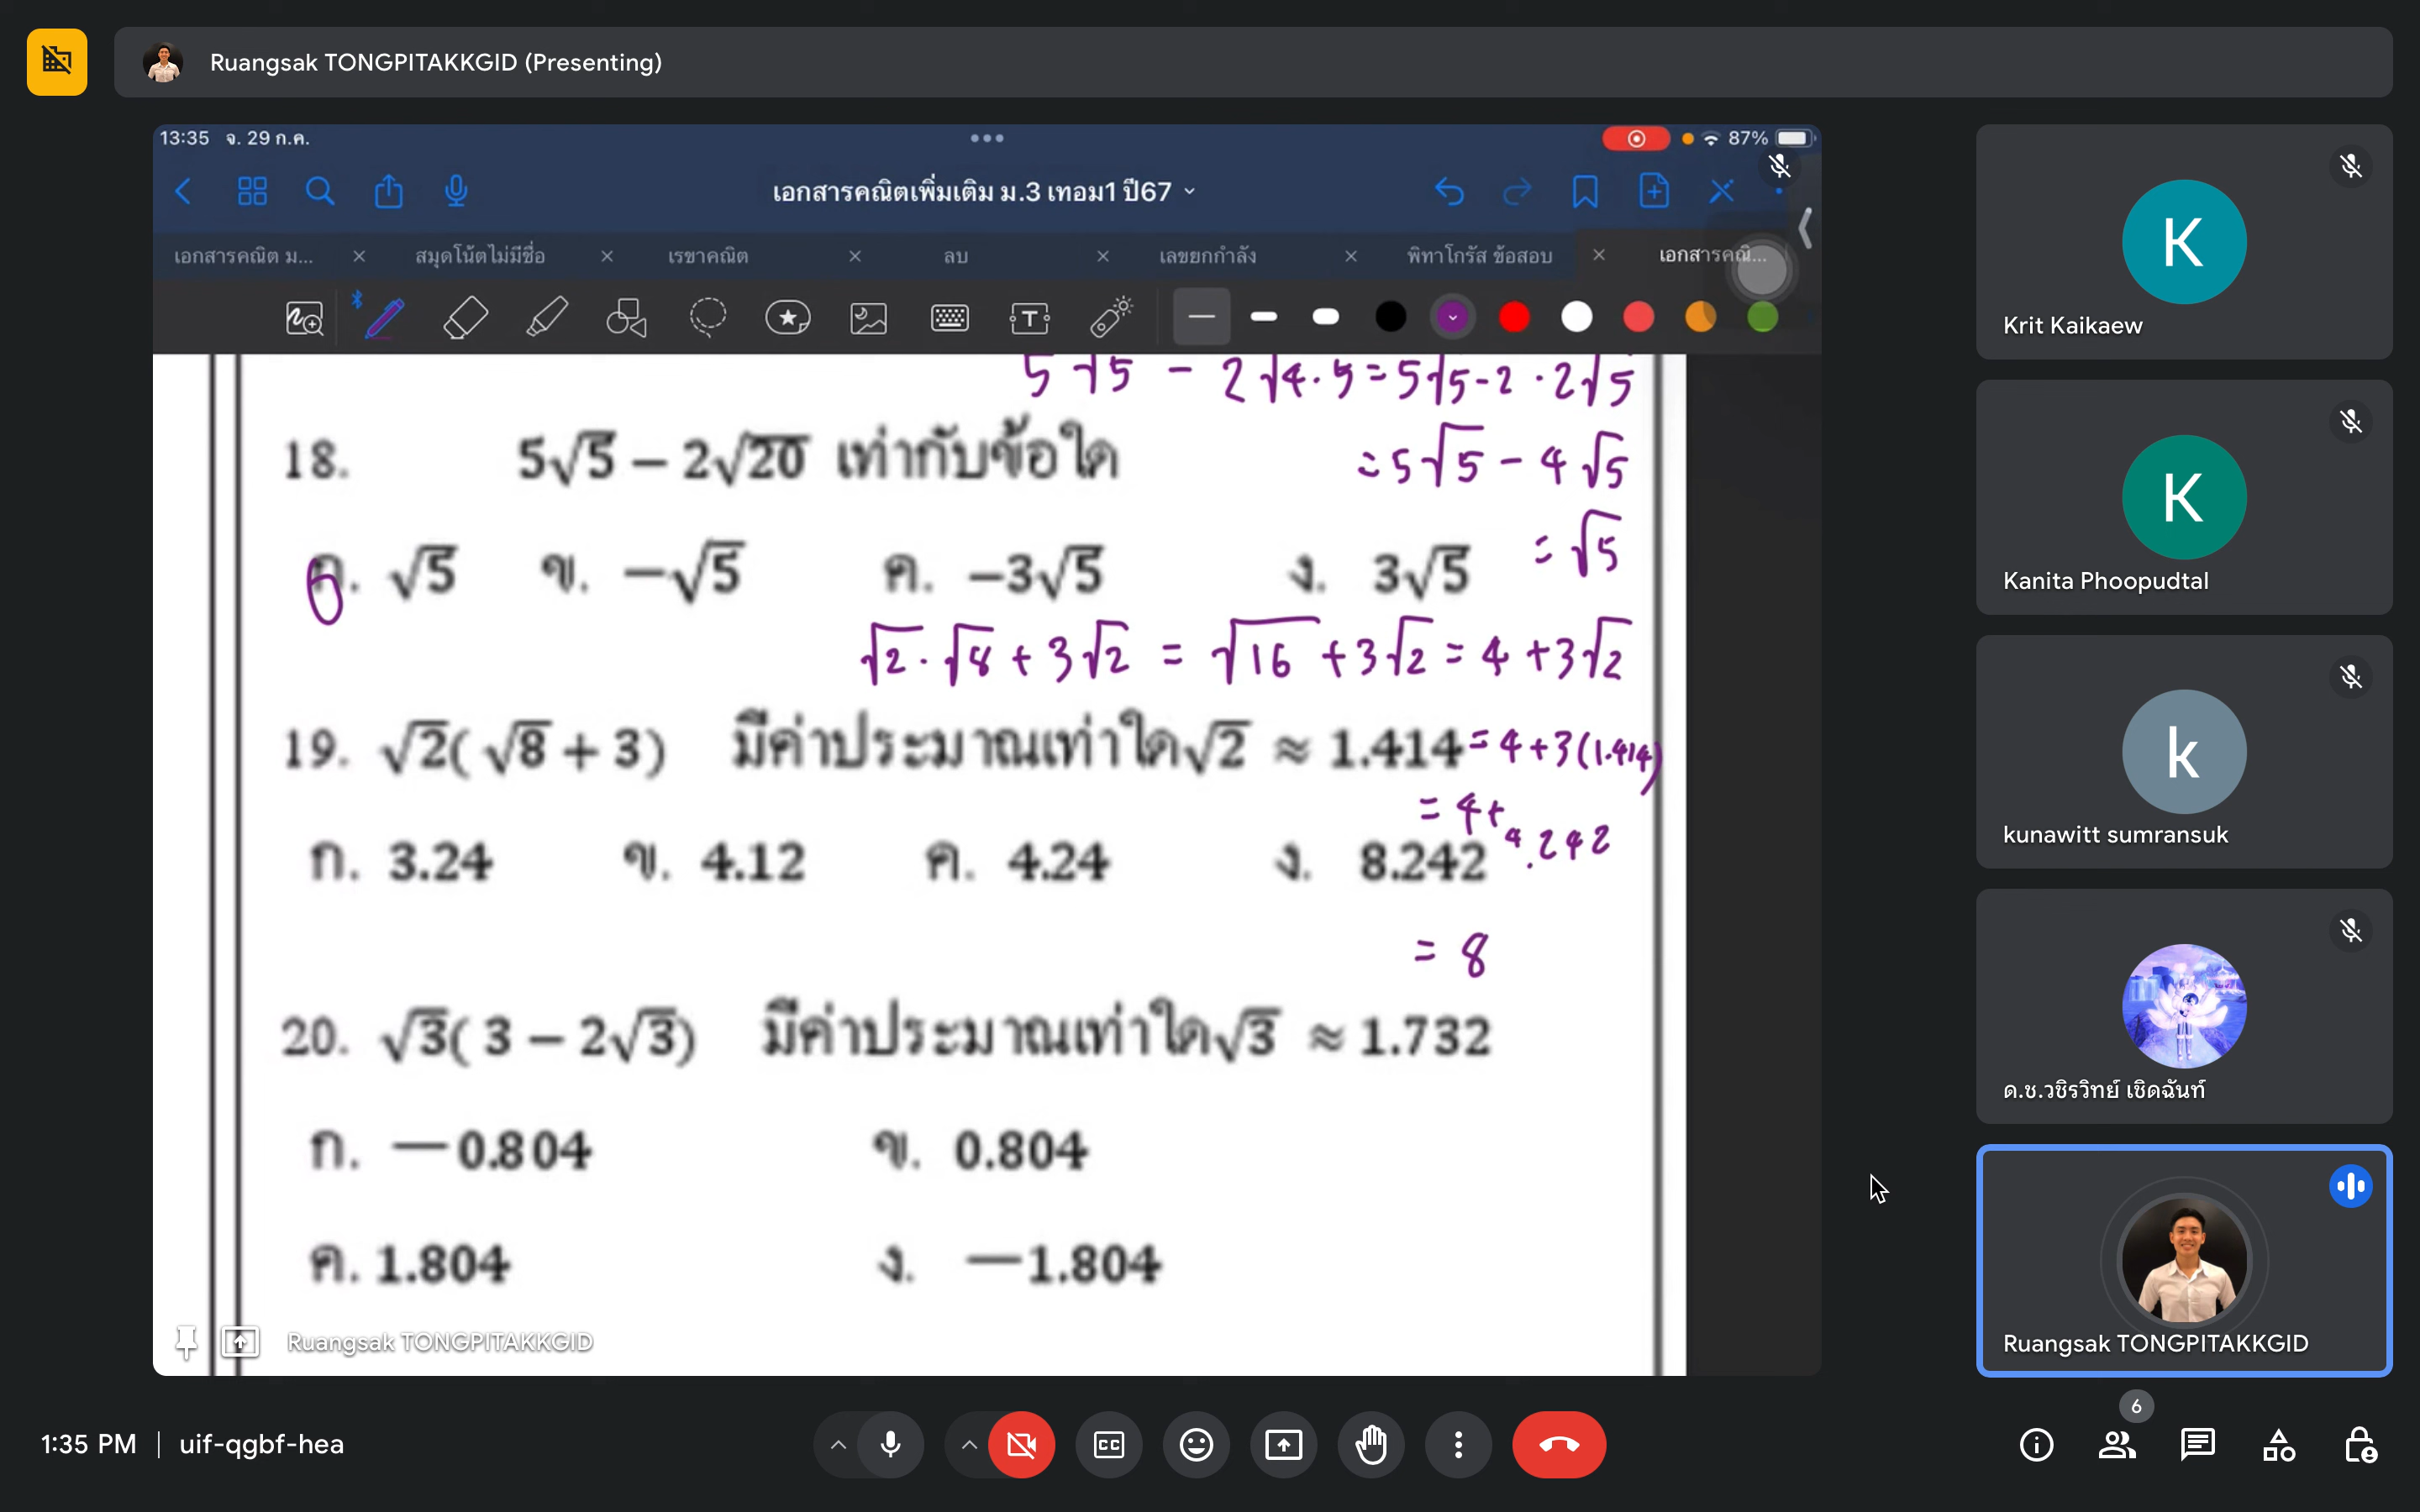 Ruangsak TONGPITAKKGID (Presenting)
13:35 จ. 29 ก.ค.
87%
เอกสารคณิตเพิ่มเติม ม.3 เทอม1 ปี67
เอกสารคณิต ม... × สมุดโน้ตไม่มีชื่อ × เรขาคณิต × ลบ × เลขยกกำลัง × พิทาโกรัส ข้อสอบ × เอกสารคณิ...
5√5 - 2√4·5 = 5√5 - 2·2√5
18. 5√5 − 2√20 เท่ากับข้อใด
= 5√5 - 4√5
ก. √5 ข. −√5 ค. −3√5 ง. 3√5
= √5
√2·√8 + 3√2 = √16 + 3√2 = 4 + 3√2
19. √2( √8 + 3) มีค่าประมาณเท่าใด√2 ≈ 1.414
= 4+3(1.414)
= 4+4.242
ก. 3.24 ข. 4.12 ค. 4.24 ง. 8.242
= 8
20. √3( 3 − 2√3) มีค่าประมาณเท่าใด√3 ≈ 1.732
ก. −0.804 ข. 0.804
ค. 1.804 ง. −1.804
Ruangsak TONGPITAKKGID
K
Krit Kaikaew
K
Kanita Phoopudtal
k
kunawitt sumransuk
ด.ช.วชิรวิทย์ เชิดฉันท์
Ruangsak TONGPITAKKGID
1:35 PM | uif-qgbf-hea
CC
6